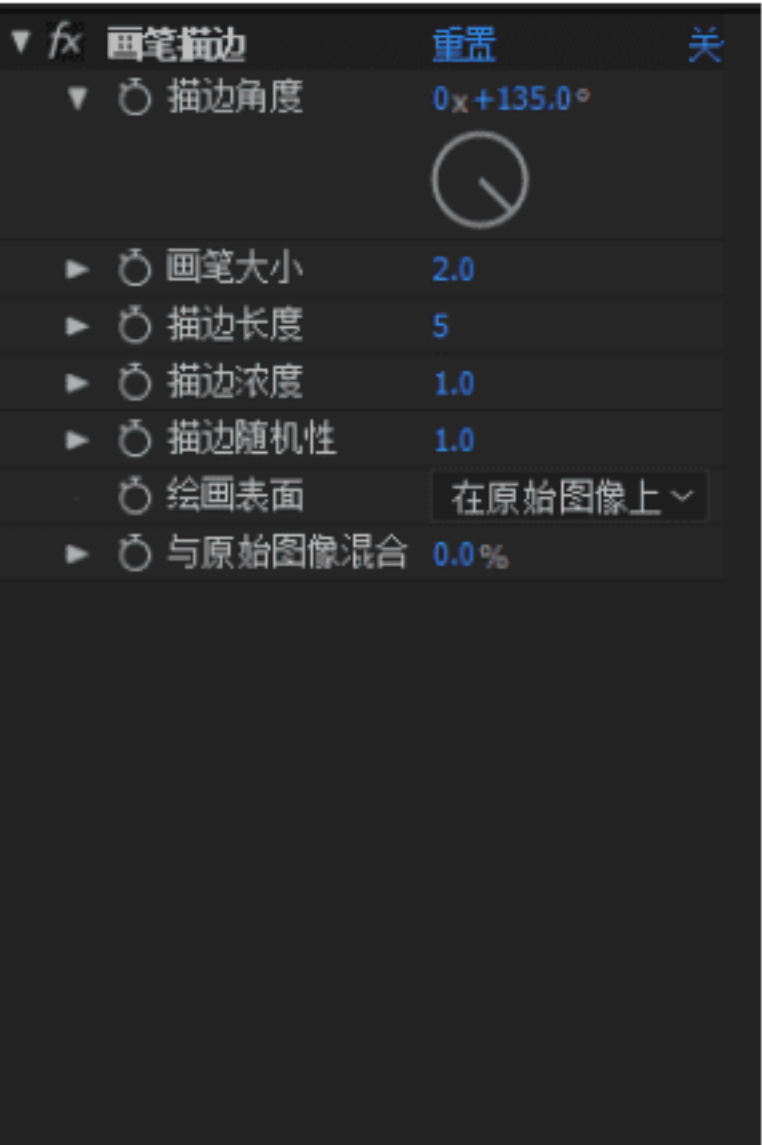 fx 画笔描边 重置 关
描边角度 0x+135.0°
画笔大小 2.0
描边长度 5
描边浓度 1.0
描边随机性 1.0
绘画表面 在原始图像上
与原始图像混合 0.0%